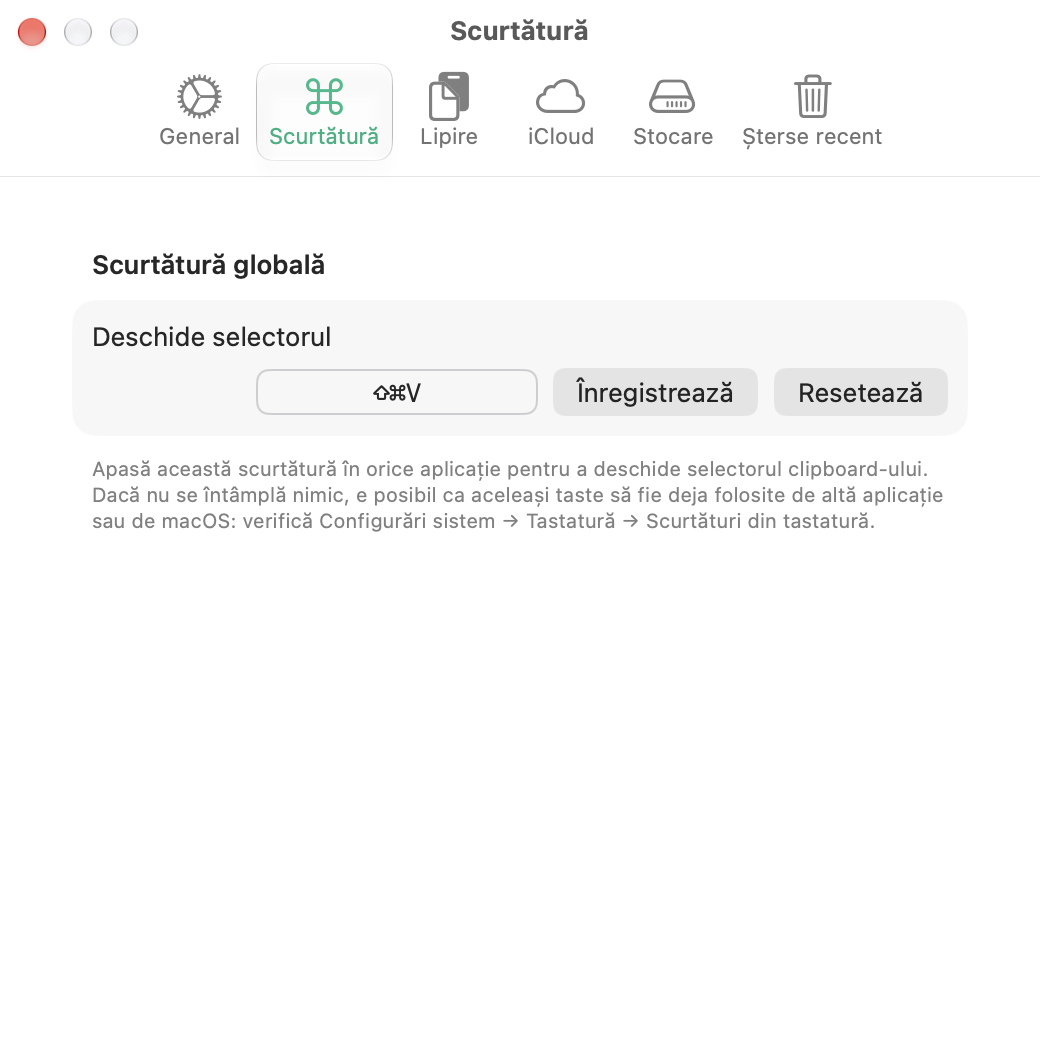 Scurtătură
General
Scurtătură
Lipire
iCloud
Stocare
Șterse recent
Scurtătură globală
Deschide selectorul
⇧⌘V
Înregistrează
Resetează
Apasă această scurtătură în orice aplicație pentru a deschide selectorul clipboard-ului.
Dacă nu se întâmplă nimic, e posibil ca aceleași taste să fie deja folosite de altă aplicație
sau de macOS: verifică Configurări sistem → Tastatură → Scurtături din tastatură.